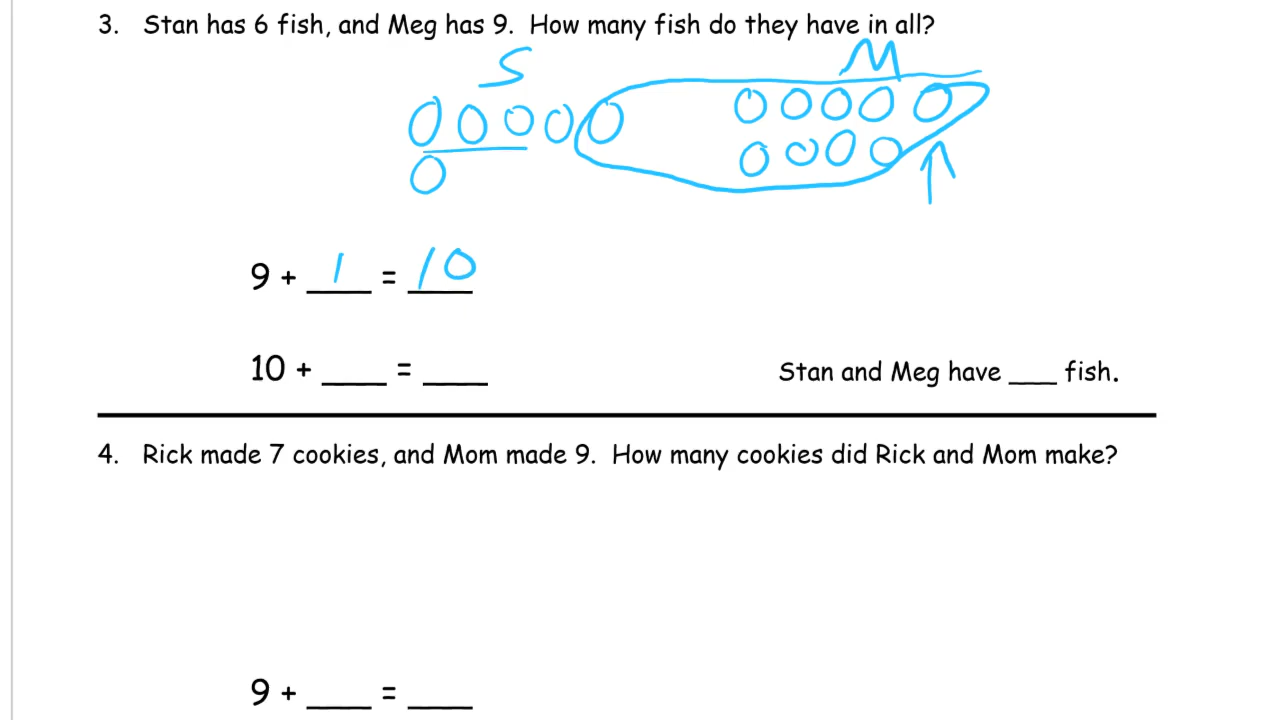 3. Stan has 6 fish, and Meg has 9. How many fish do they have in all?
S M
9 + 1 = 10
10 + ____ = ____ Stan and Meg have ____ fish.
4. Rick made 7 cookies, and Mom made 9. How many cookies did Rick and Mom make?
9 + ____ = ____